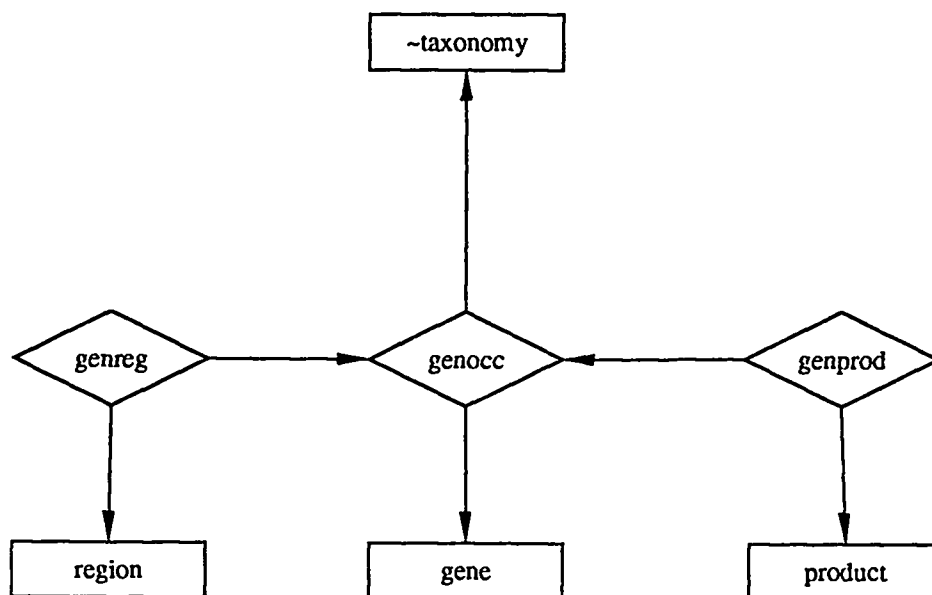 ~taxonomy
genreg
genocc
genprod
region
gene
product